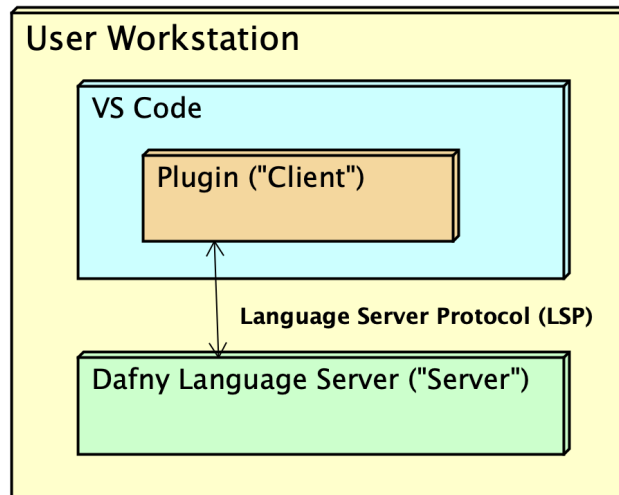 User Workstation
VS Code
Plugin ("Client")
Language Server Protocol (LSP)
Dafny Language Server ("Server")